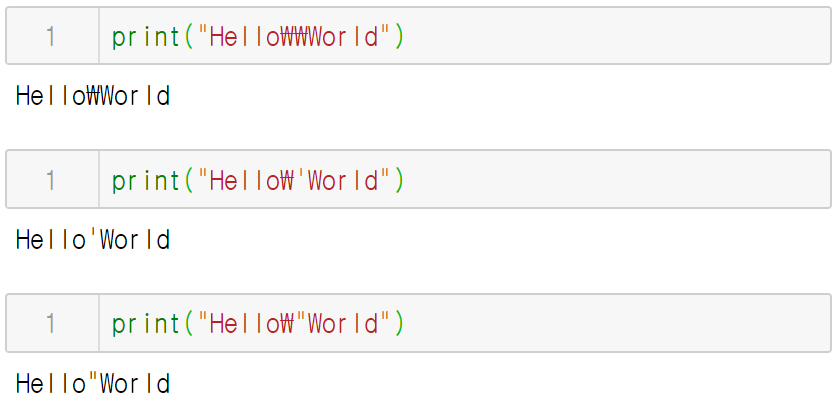 1 print("Hello₩₩World")
Hello₩World
1 print("Hello₩'World")
Hello'World
1 print("Hello₩"World")
Hello"World